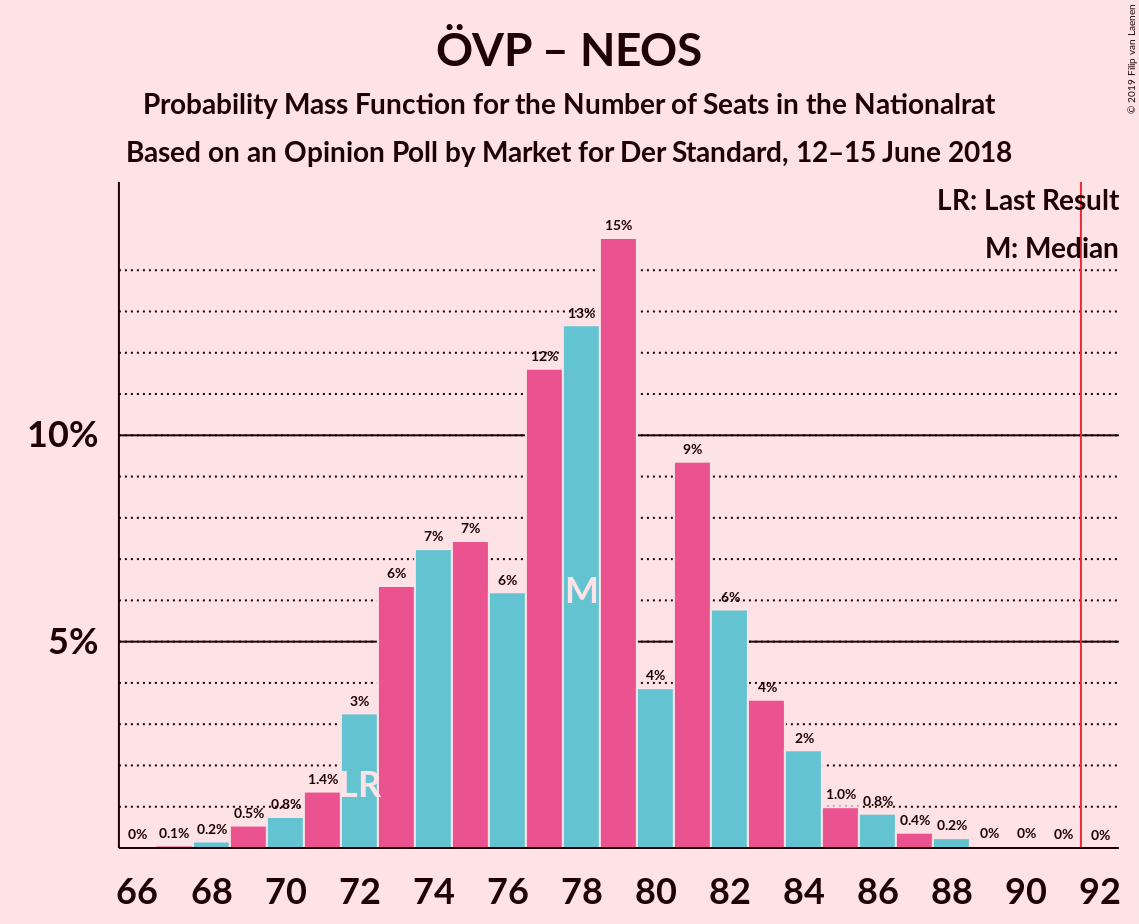 ÖVP – NEOS
Probability Mass Function for the Number of Seats in the Nationalrat
Based on an Opinion Poll by Market for Der Standard, 12–15 June 2018
© 2019 Filip van Laenen
LR: Last Result
M: Median
15%
13%
12%
10%
9%
7%
7%
6%
6%
6%
M
5%
4%
4%
3%
2%
LR
1.4%
1.0%
0.8%
0.8%
0.5%
0.4%
0% 0.1% 0.2% 0.2% 0% 0% 0% 0%
66 68 70 72 74 76 78 80 82 84 86 88 90 92